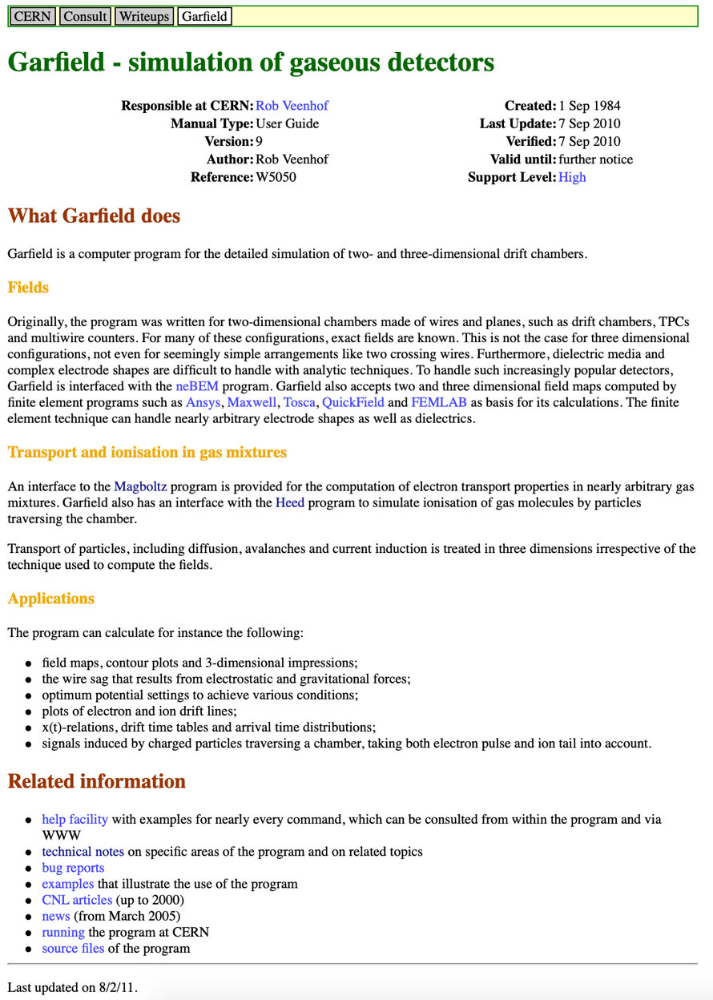 CERN Consult Writeups Garfield
Garfield - simulation of gaseous detectors
Responsible at CERN: Rob Veenhof Created: 1 Sep 1984
Manual Type: User Guide Last Update: 7 Sep 2010
Version: 9 Verified: 7 Sep 2010
Author: Rob Veenhof Valid until: further notice
Reference: W5050 Support Level: High
What Garfield does
Garfield is a computer program for the detailed simulation of two- and three-dimensional drift chambers.
Fields
Originally, the program was written for two-dimensional chambers made of wires and planes, such as drift chambers, TPCs
and multiwire counters. For many of these configurations, exact fields are known. This is not the case for three dimensional
configurations, not even for seemingly simple arrangements like two crossing wires. Furthermore, dielectric media and
complex electrode shapes are difficult to handle with analytic techniques. To handle such increasingly popular detectors,
Garfield is interfaced with the neBEM program. Garfield also accepts two and three dimensional field maps computed by
finite element programs such as Ansys, Maxwell, Tosca, QuickField and FEMLAB as basis for its calculations. The finite
element technique can handle nearly arbitrary electrode shapes as well as dielectrics.
Transport and ionisation in gas mixtures
An interface to the Magboltz program is provided for the computation of electron transport properties in nearly arbitrary gas
mixtures. Garfield also has an interface with the Heed program to simulate ionisation of gas molecules by particles
traversing the chamber.
Transport of particles, including diffusion, avalanches and current induction is treated in three dimensions irrespective of the
technique used to compute the fields.
Applications
The program can calculate for instance the following:
• field maps, contour plots and 3-dimensional impressions;
• the wire sag that results from electrostatic and gravitational forces;
• optimum potential settings to achieve various conditions;
• plots of electron and ion drift lines;
• x(t)-relations, drift time tables and arrival time distributions;
• signals induced by charged particles traversing a chamber, taking both electron pulse and ion tail into account.
Related information
• help facility with examples for nearly every command, which can be consulted from within the program and via
WWW
• technical notes on specific areas of the program and on related topics
• bug reports
• examples that illustrate the use of the program
• CNL articles (up to 2000)
• news (from March 2005)
• running the program at CERN
• source files of the program
Last updated on 8/2/11.